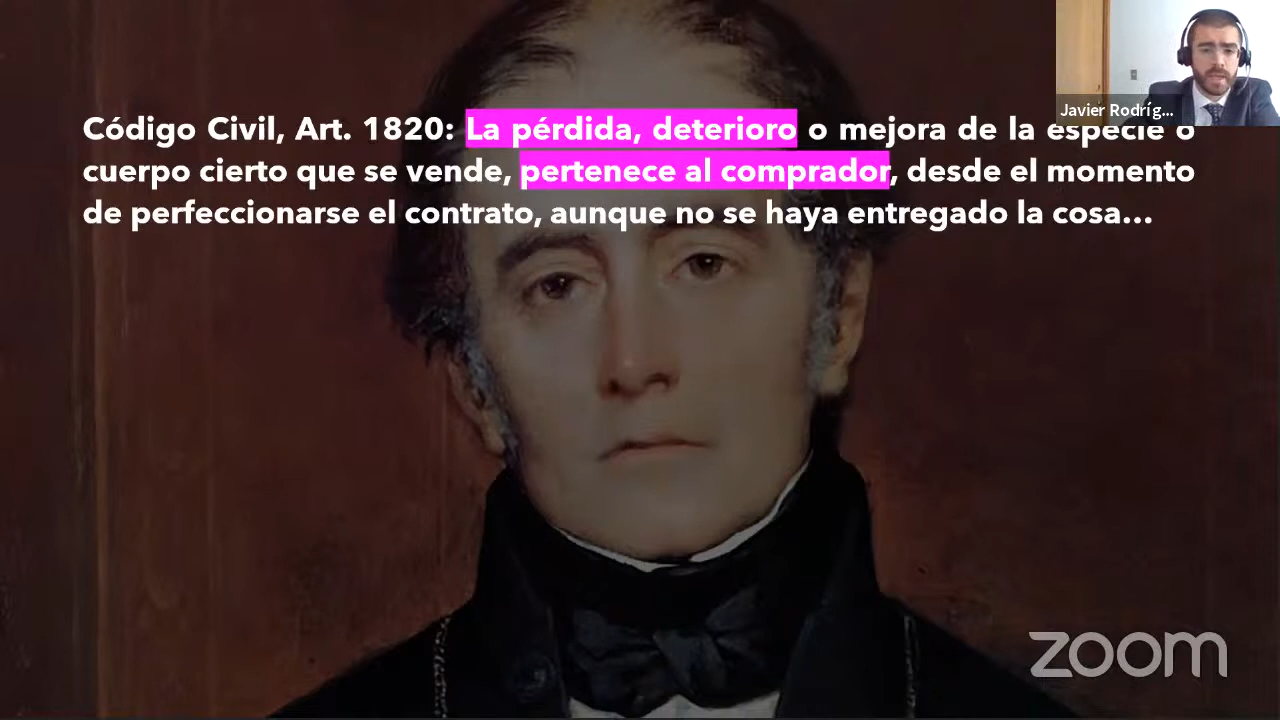 Javier Rodríg...
Código Civil, Art. 1820: La pérdida, deterioro o mejora de la especie o
cuerpo cierto que se vende, pertenece al comprador, desde el momento
de perfeccionarse el contrato, aunque no se haya entregado la cosa...
zoom